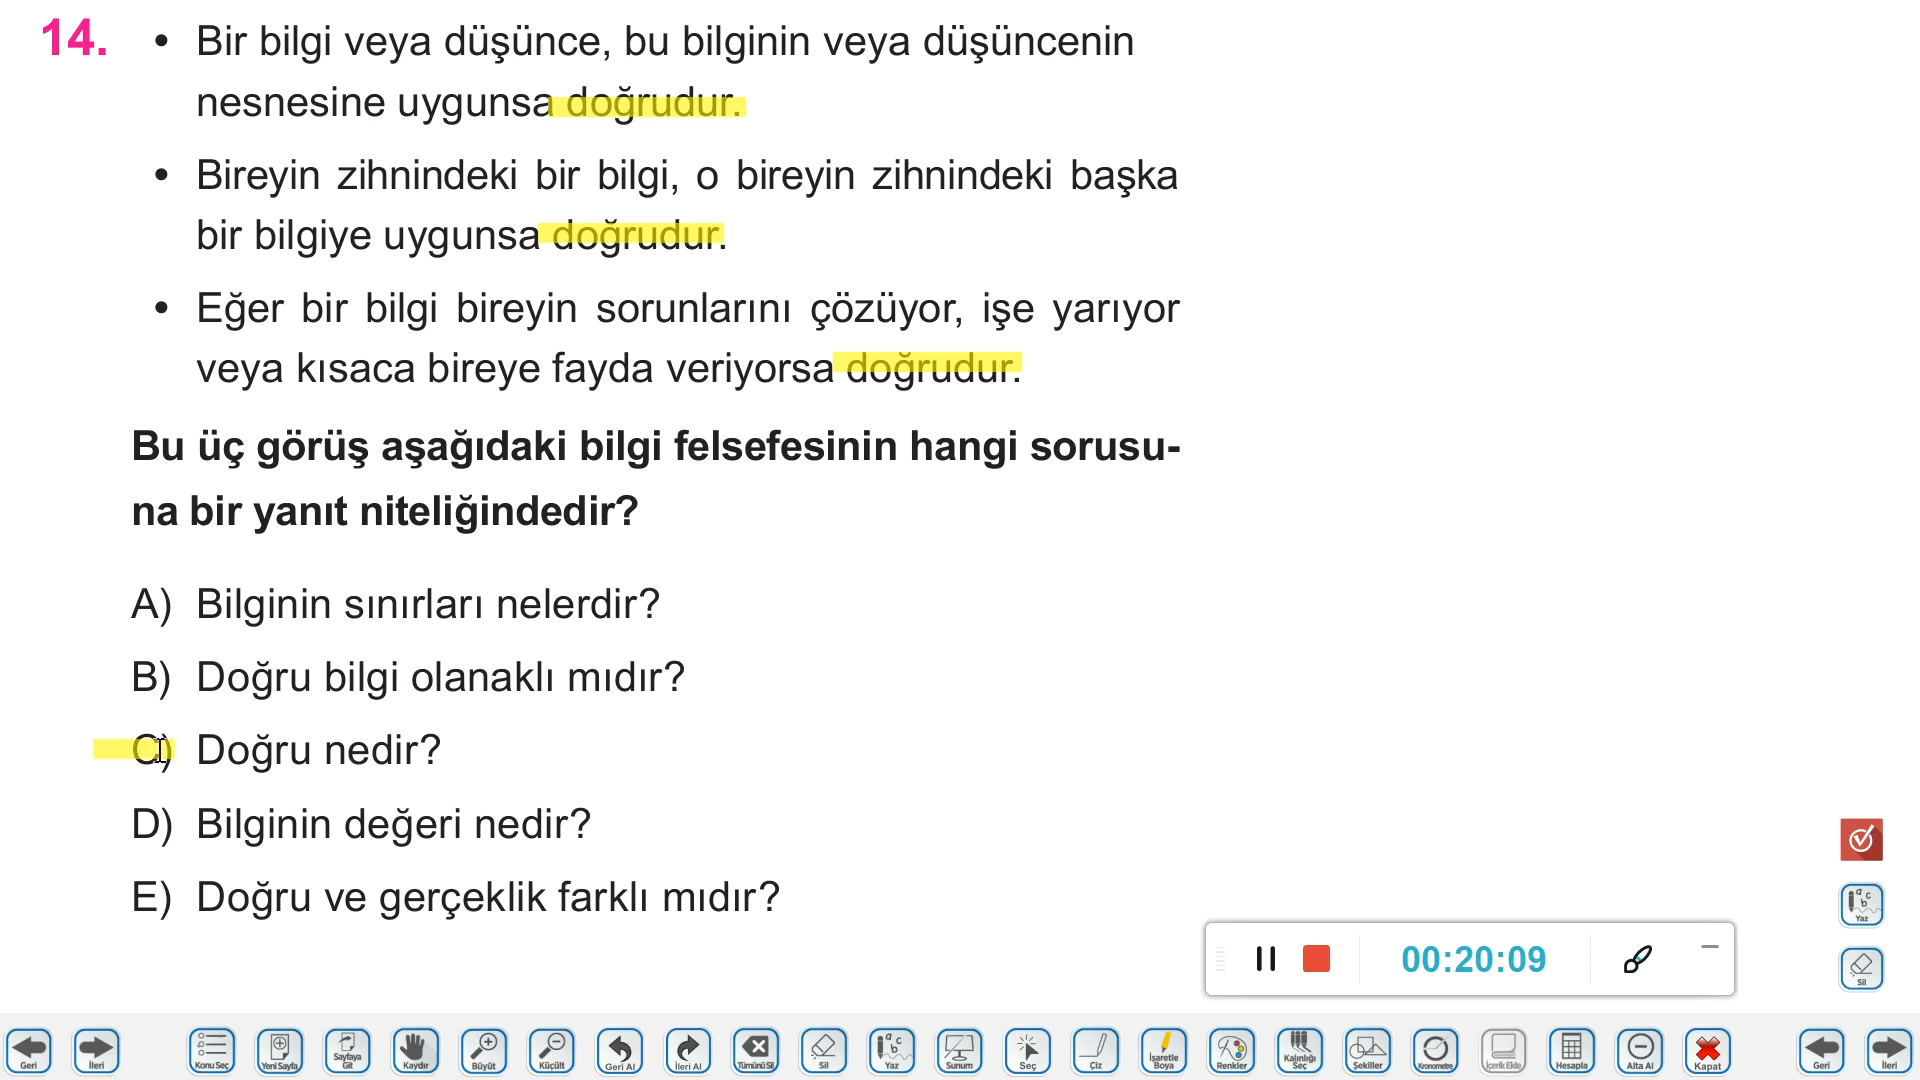 14. • Bir bilgi veya düşünce, bu bilginin veya düşüncenin
nesnesine uygunsa doğrudur.
• Bireyin zihnindeki bir bilgi, o bireyin zihnindeki başka
bir bilgiye uygunsa doğrudur.
• Eğer bir bilgi bireyin sorunlarını çözüyor, işe yarıyor
veya kısaca bireye fayda veriyorsa doğrudur.
Bu üç görüş aşağıdaki bilgi felsefesinin hangi sorusu-
na bir yanıt niteliğindedir?
A) Bilginin sınırları nelerdir?
B) Doğru bilgi olanaklı mıdır?
C) Doğru nedir?
D) Bilginin değeri nedir?
E) Doğru ve gerçeklik farklı mıdır?
00:20:09
Yaz
Sil
Geri İleri Konu Seç Yeni Sayfa Sayfaya Git Kaydır Büyüt Küçült Geri Al İleri Al Tümünü Sil Sil Yaz Sunum Seç Çiz İşaretle Boya Renkler Kalınlığı Seç Şekiller Kronometre İçerik Ekle Hesapla Alta Al Kapat Geri İleri